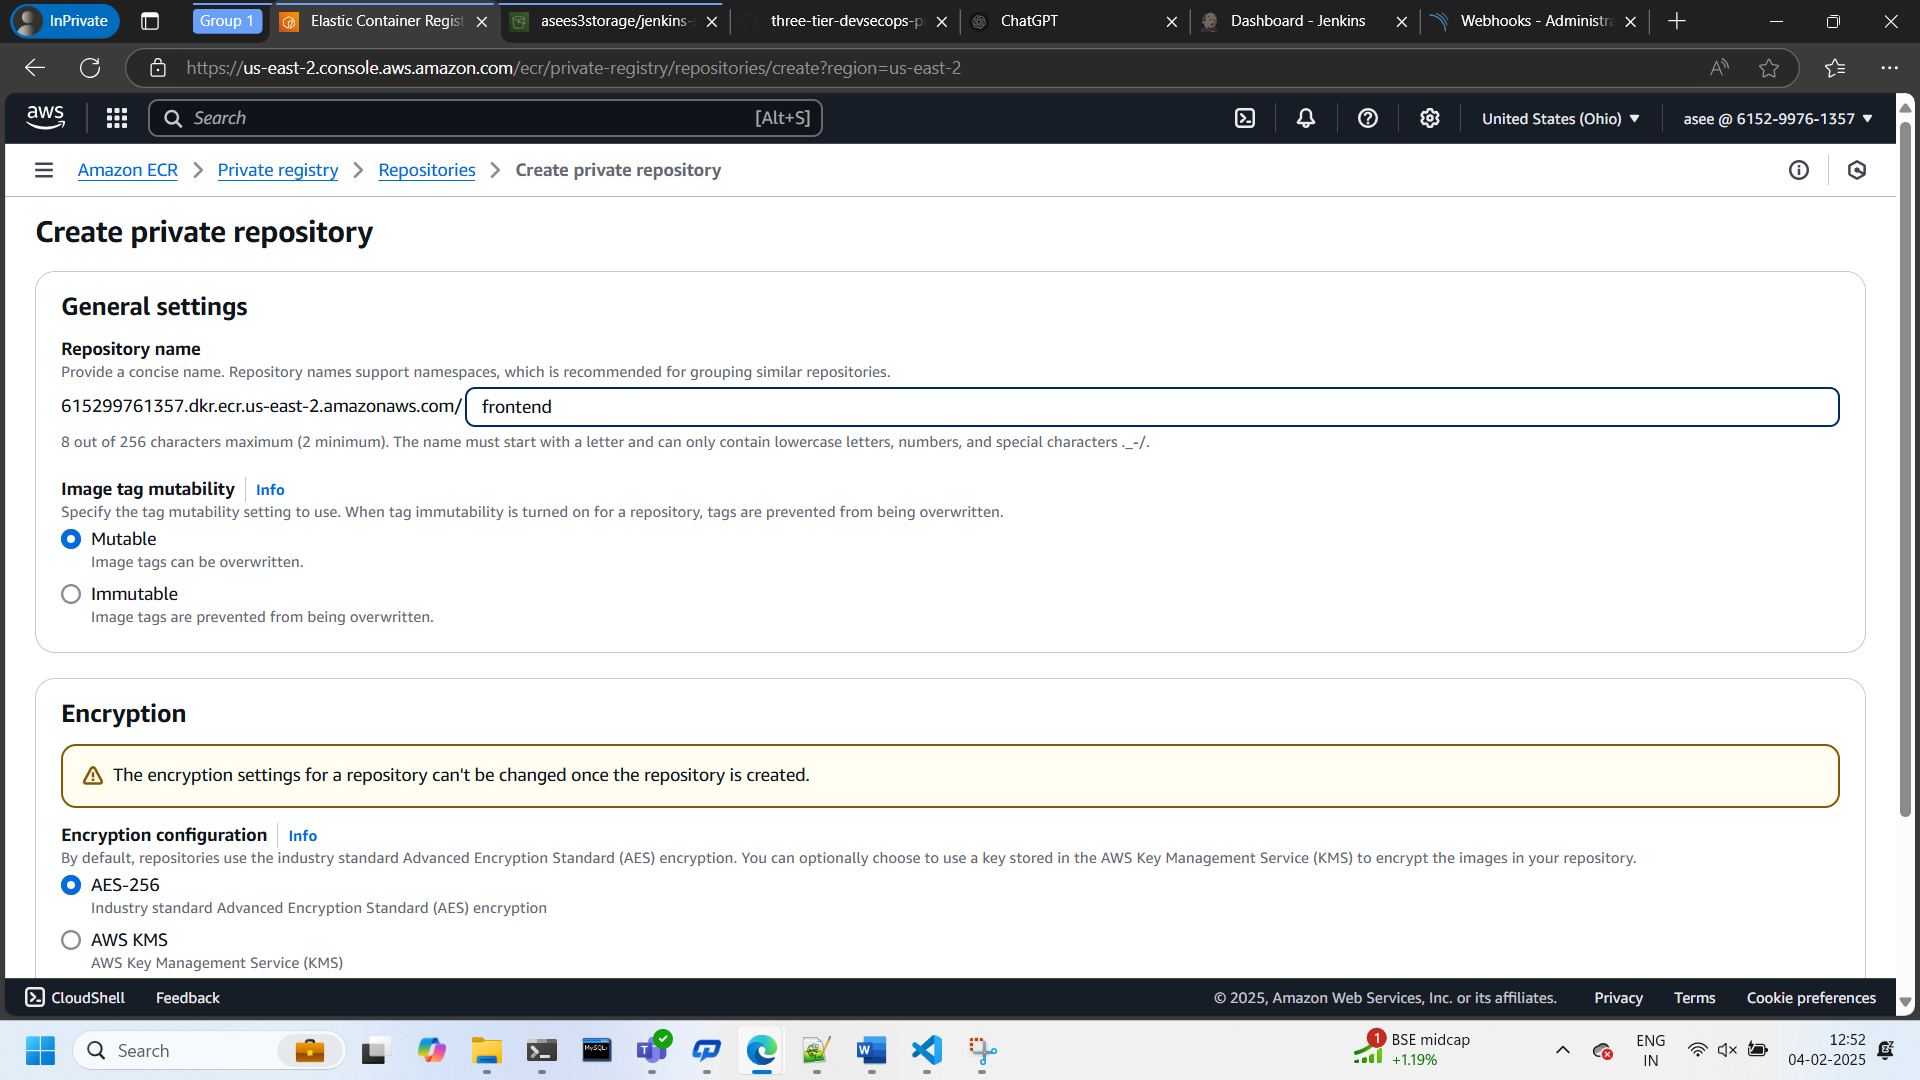 InPrivate
Group 1
Elastic Container Regist
asees3storage/jenkins-
three-tier-devsecops-p
ChatGPT
Dashboard - Jenkins
Webhooks - Administra
https://us-east-2.console.aws.amazon.com/ecr/private-registry/repositories/create?region=us-east-2
aws
Search
[Alt+S]
United States (Ohio)
asee @ 6152-9976-1357
Amazon ECR
Private registry
Repositories
Create private repository
Create private repository
General settings
Repository name
Provide a concise name. Repository names support namespaces, which is recommended for grouping similar repositories.
615299761357.dkr.ecr.us-east-2.amazonaws.com/
frontend
8 out of 256 characters maximum (2 minimum). The name must start with a letter and can only contain lowercase letters, numbers, and special characters ._-/.
Image tag mutability
Info
Specify the tag mutability setting to use. When tag immutability is turned on for a repository, tags are prevented from being overwritten.
Mutable
Image tags can be overwritten.
Immutable
Image tags are prevented from being overwritten.
Encryption
The encryption settings for a repository can't be changed once the repository is created.
Encryption configuration
Info
By default, repositories use the industry standard Advanced Encryption Standard (AES) encryption. You can optionally choose to use a key stored in the AWS Key Management Service (KMS) to encrypt the images in your repository.
AES-256
Industry standard Advanced Encryption Standard (AES) encryption
AWS KMS
AWS Key Management Service (KMS)
CloudShell
Feedback
© 2025, Amazon Web Services, Inc. or its affiliates.
Privacy
Terms
Cookie preferences
Search
MySQL
1
BSE midcap
+1.19%
ENG
IN
12:52
04-02-2025